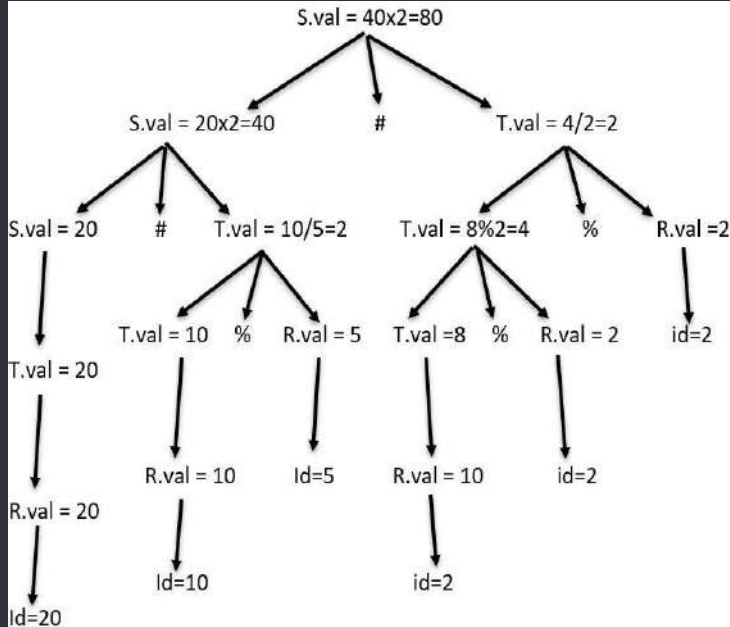 S.val = 40x2=80
S.val = 20x2=40 # T.val = 4/2=2
S.val = 20 # T.val = 10/5=2 T.val = 8%2=4 % R.val =2
T.val = 10 % R.val = 5 T.val =8 % R.val = 2 id=2
T.val = 20
R.val = 10 Id=5 R.val = 10 id=2
R.val = 20
Id=10 id=2
Id=20